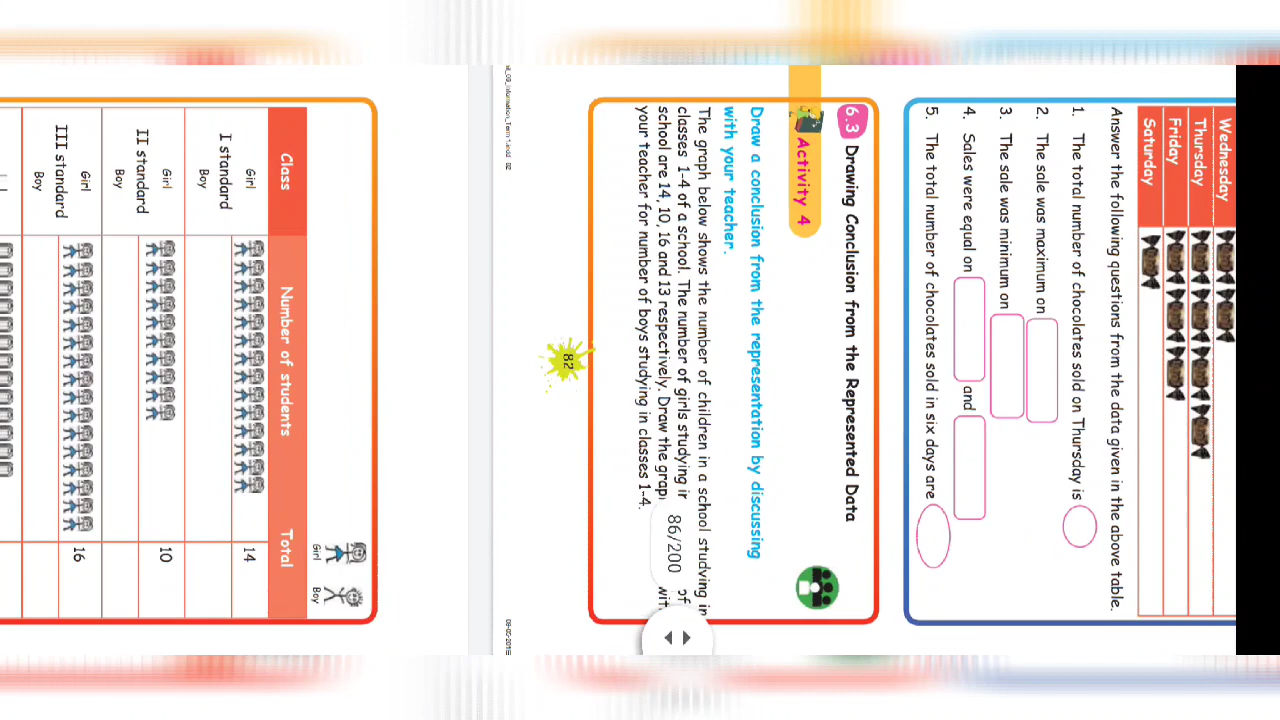 Wednesday
Thursday
Friday
Saturday
Answer the following questions from the data given in the above table.
1. The total number of chocolates sold on Thursday is
2. The sale was maximum on
3. The sale was minimum on
4. Sales were equal on and
5. The total number of chocolates sold in six days are
6.3 Drawing Conclusion from the Represented Data
Activity 4
Draw a conclusion from the representation by discussing
with your teacher.
The graph below shows the number of children in a school studying in
classes 1-4 of a school. The number of girls studying in
school are 14, 10, 16 and 13 respectively. Draw the graph of
your teacher for number of boys studying in classes 1-4.
86/200
82
Girl Boy
Class Number of students Total
I standard Girl 14
Boy
II standard Girl 10
Boy
III standard Girl 16
Boy